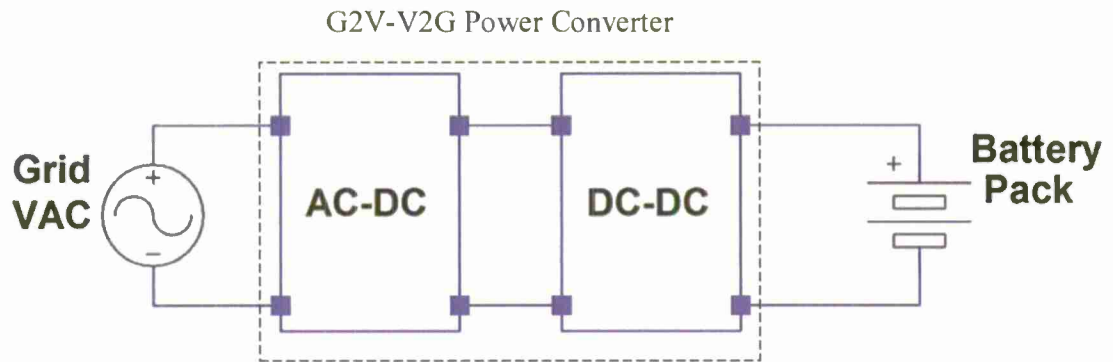 G2V-V2G Power Converter
Grid
VAC
+
−
AC-DC
DC-DC
+
Battery
Pack